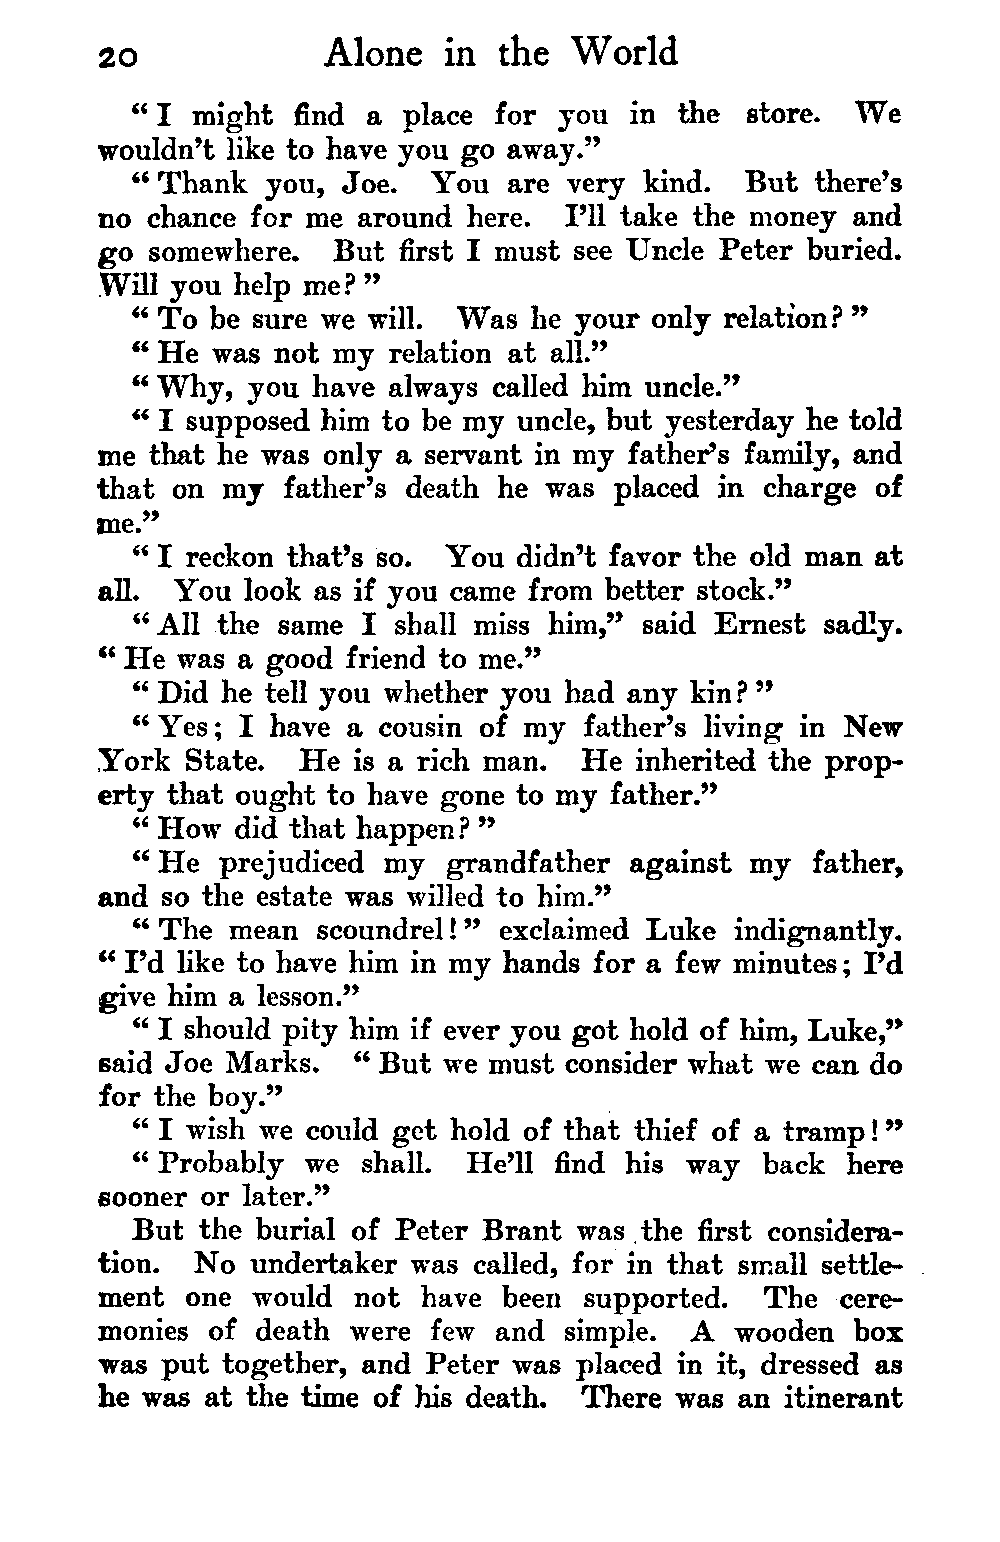 20 Alone in the World
“I might find a place for you in the store. We
wouldn’t like to have you go away.”
“Thank you, Joe. You are very kind. But there’s
no chance for me around here. I’ll take the money and
go somewhere. But first I must see Uncle Peter buried.
Will you help me?”
“To be sure we will. Was he your only relation?”
“He was not my relation at all.”
“Why, you have always called him uncle.”
“I supposed him to be my uncle, but yesterday he told
me that he was only a servant in my father’s family, and
that on my father’s death he was placed in charge of
me.”
“I reckon that’s so. You didn’t favor the old man at
all. You look as if you came from better stock.”
“All the same I shall miss him,” said Ernest sadly.
“He was a good friend to me.”
“Did he tell you whether you had any kin?”
“Yes; I have a cousin of my father’s living in New
York State. He is a rich man. He inherited the prop-
erty that ought to have gone to my father.”
“How did that happen?”
“He prejudiced my grandfather against my father,
and so the estate was willed to him.”
“The mean scoundrel!” exclaimed Luke indignantly.
“I’d like to have him in my hands for a few minutes; I’d
give him a lesson.”
“I should pity him if ever you got hold of him, Luke,”
said Joe Marks. “But we must consider what we can do
for the boy.”
“I wish we could get hold of that thief of a tramp!”
“Probably we shall. He’ll find his way back here
sooner or later.”
But the burial of Peter Brant was the first considera-
tion. No undertaker was called, for in that small settle-
ment one would not have been supported. The cere-
monies of death were few and simple. A wooden box
was put together, and Peter was placed in it, dressed as
he was at the time of his death. There was an itinerant